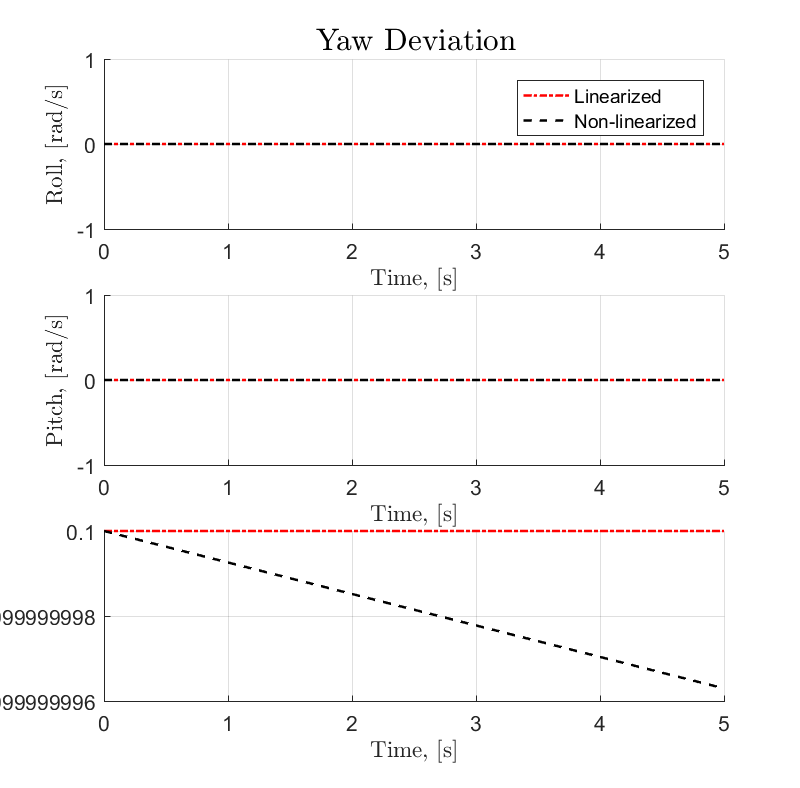 Yaw Deviation
1
Linearized
Non-linearized
Roll, [rad/s]
0
-1
0 1 2 3 4 5
Time, [s]
1
Pitch, [rad/s]
0
-1
0 1 2 3 4 5
Time, [s]
0.1
999999998
999999996
0 1 2 3 4 5
Time, [s]